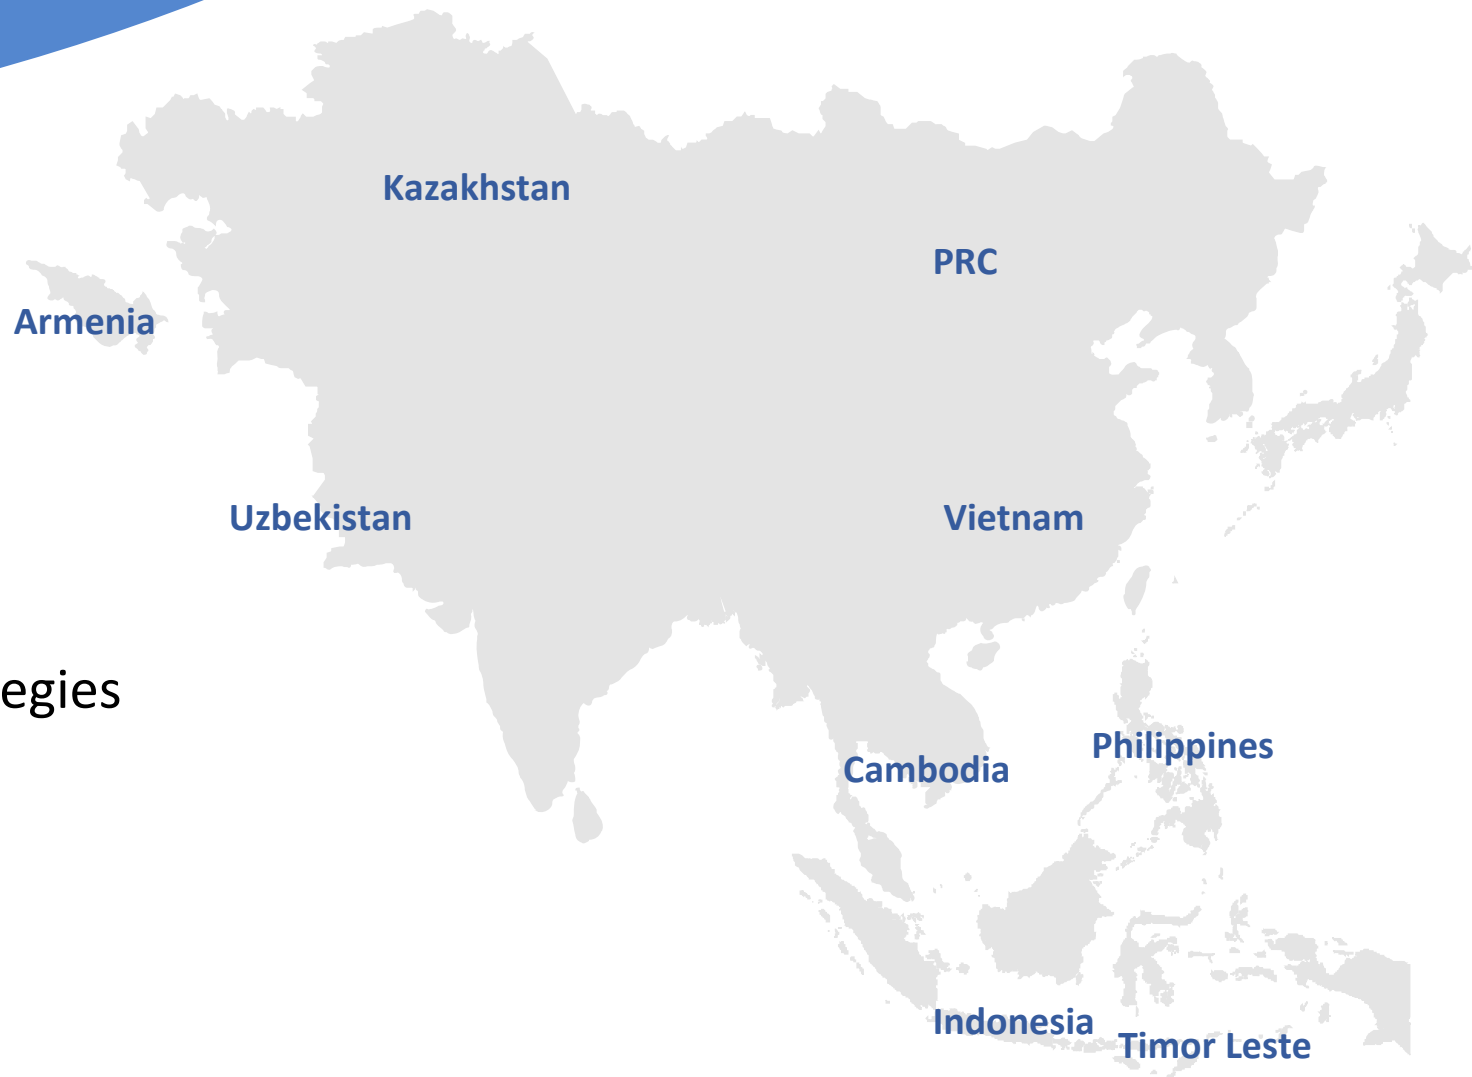 Kazakhstan
PRC
Armenia
Uzbekistan
Vietnam
egies
Philippines
Cambodia
Indonesia
Timor Leste